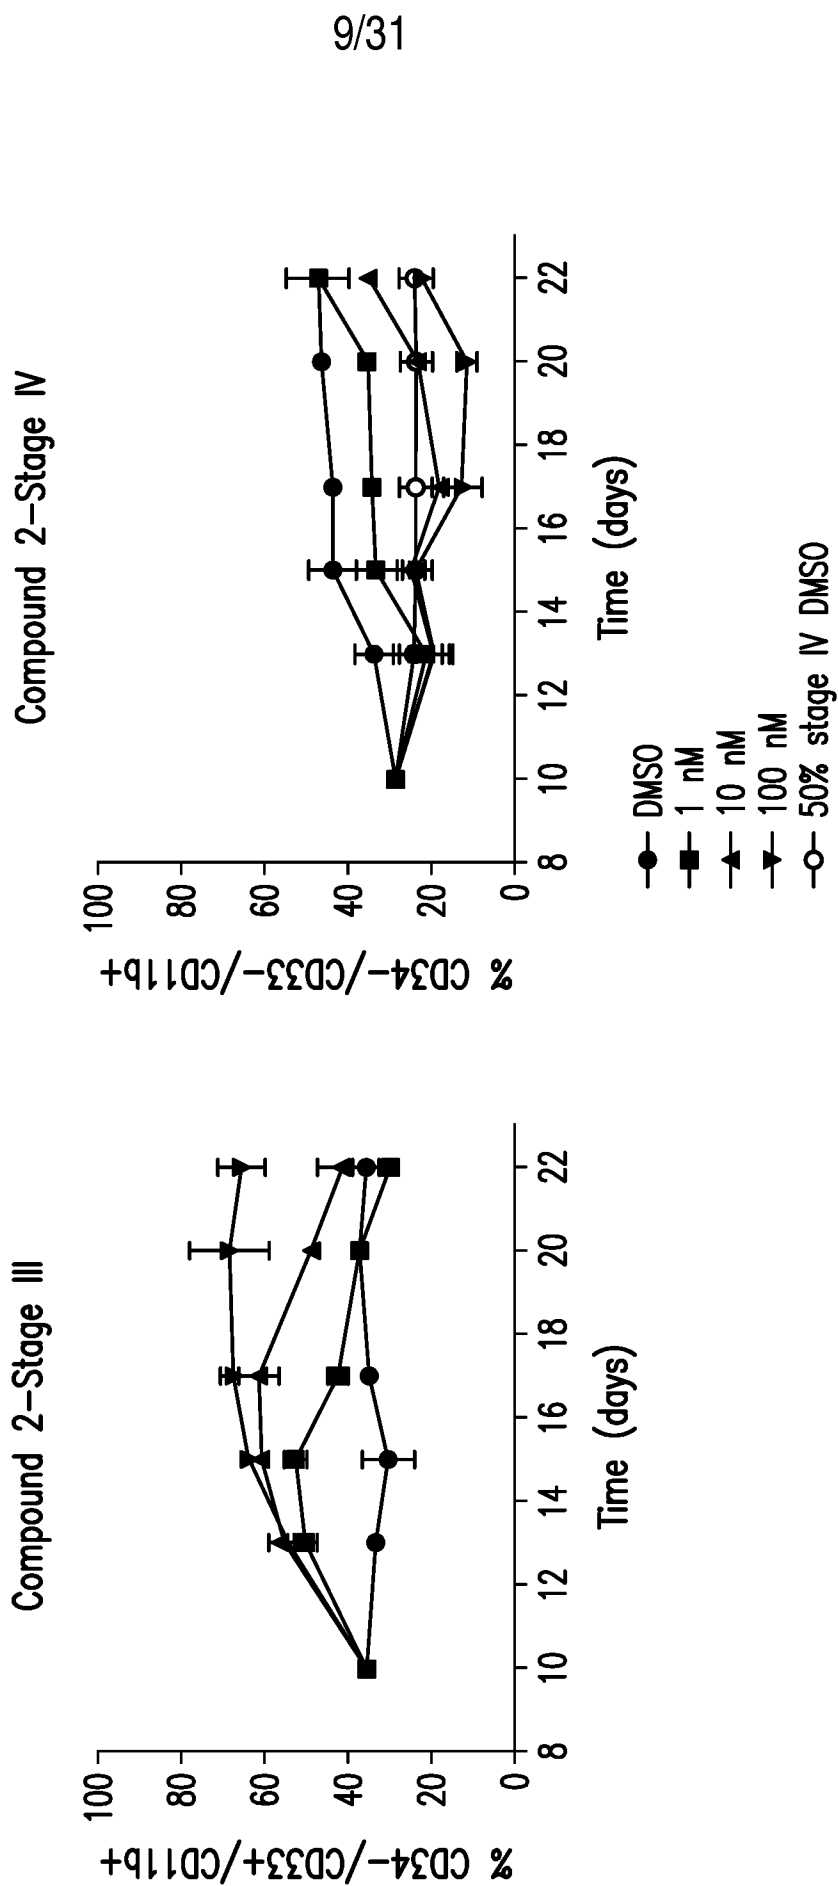 9/31
Compound 2-Stage III
% CD34-/CD33+/CD11b+
100
80
60
40
20
0
8 10 12 14 16 18 20 22
Time (days)
Compound 2-Stage IV
% CD34-/CD33-/CD11b+
100
80
60
40
20
0
8 10 12 14 16 18 20 22
Time (days)
DMSO
1 nM
10 nM
100 nM
50% stage IV DMSO